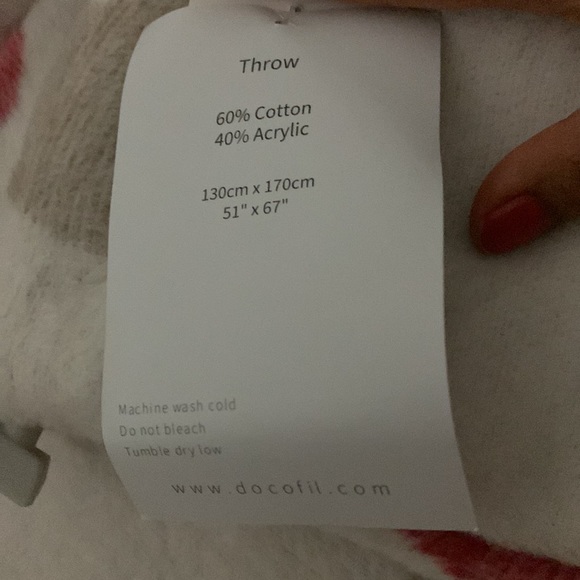 Throw
60% Cotton
40% Acrylic
130cm x 170cm
51" x 67"
Machine wash cold
Do not bleach
Tumble dry low
www.docofil.com